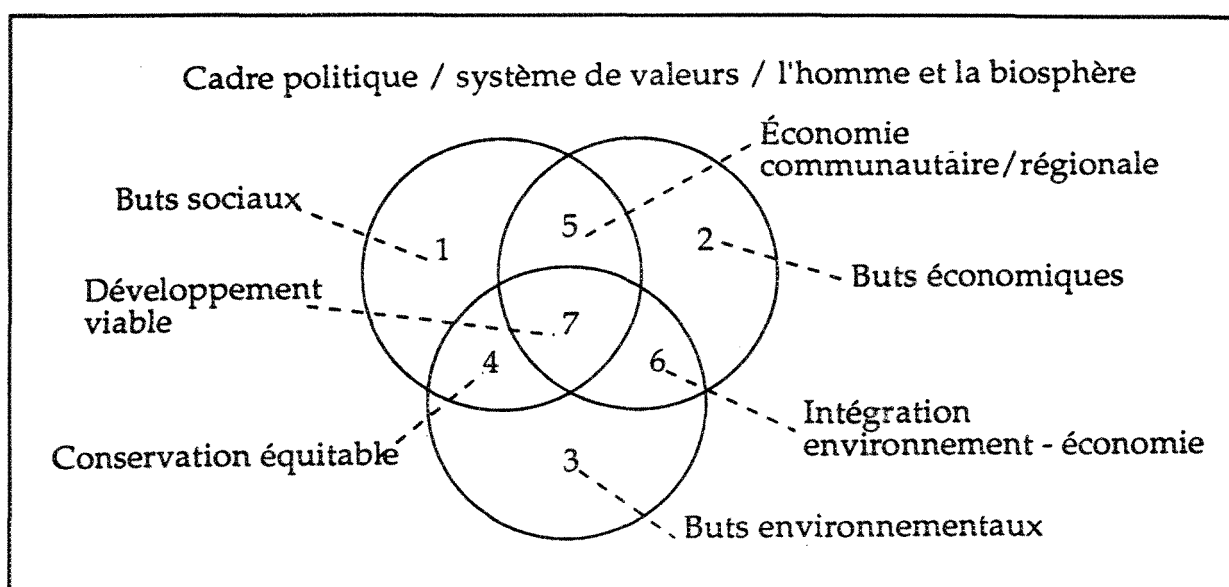 Cadre politique / système de valeurs / l'homme et la biosphère
Économie
communautaire/régionale
Buts sociaux
1
5
2
Buts économiques
Développement
viable
7
4
6
Intégration
environnement - économie
Conservation équitable
3
Buts environnementaux